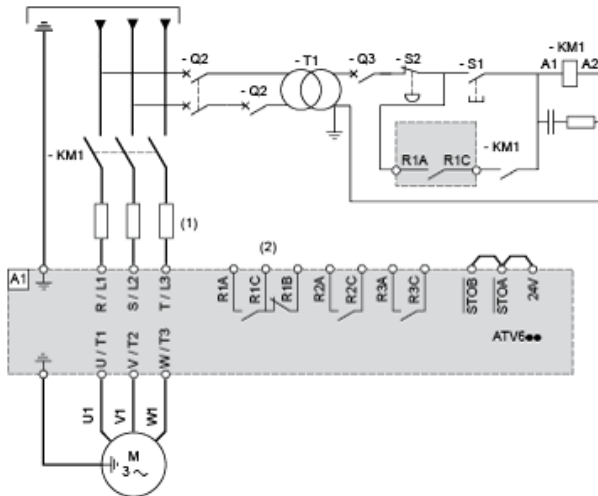 - Q2
- T1
- Q3
- S2
- S1
- KM1
A1
A2
- Q2
- KM1
R1A
R1C
- KM1
(1)
(2)
A1
R / L1
S / L2
T / L3
R1A
R1C
R1B
R2A
R2C
R3A
R3C
STOB
STOA
24V
U / T1
V / T2
W / T3
ATV6●●
U1
V1
W1
M
3 ~